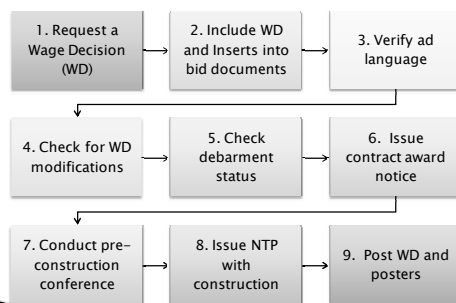 1. Request a
Wage Decision
(WD)
2. Include WD
and Inserts into
bid documents
3. Verify ad
language
4. Check for WD
modifications
5. Check
debarment
status
6.  Issue
contract award
notice
7. Conduct pre-
construction
conference
8. Issue NTP
with
construction
9.  Post WD and
posters